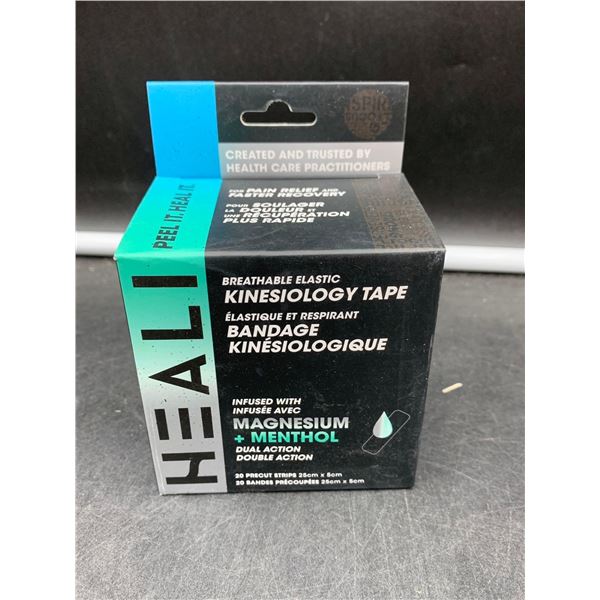 CREATED AND TRUSTED BY
HEALTH CARE PRACTITIONERS
FOR PAIN RELIEF AND
FASTER RECOVERY
POUR SOULAGER
LA DOULEUR ET
UNE RÉCUPÉRATION
PLUS RAPIDE
PEEL IT. HEAL IT.
HEALI
BREATHABLE ELASTIC
KINESIOLOGY TAPE
ÉLASTIQUE ET RESPIRANT
BANDAGE
KINÉSIOLOGIQUE
INFUSED WITH
INFUSÉE AVEC
MAGNESIUM
+ MENTHOL
DUAL ACTION
DOUBLE ACTION
20 PRECUT STRIPS 25cm x 5cm
20 BANDES PRÉCOUPÉES 25cm x 5cm